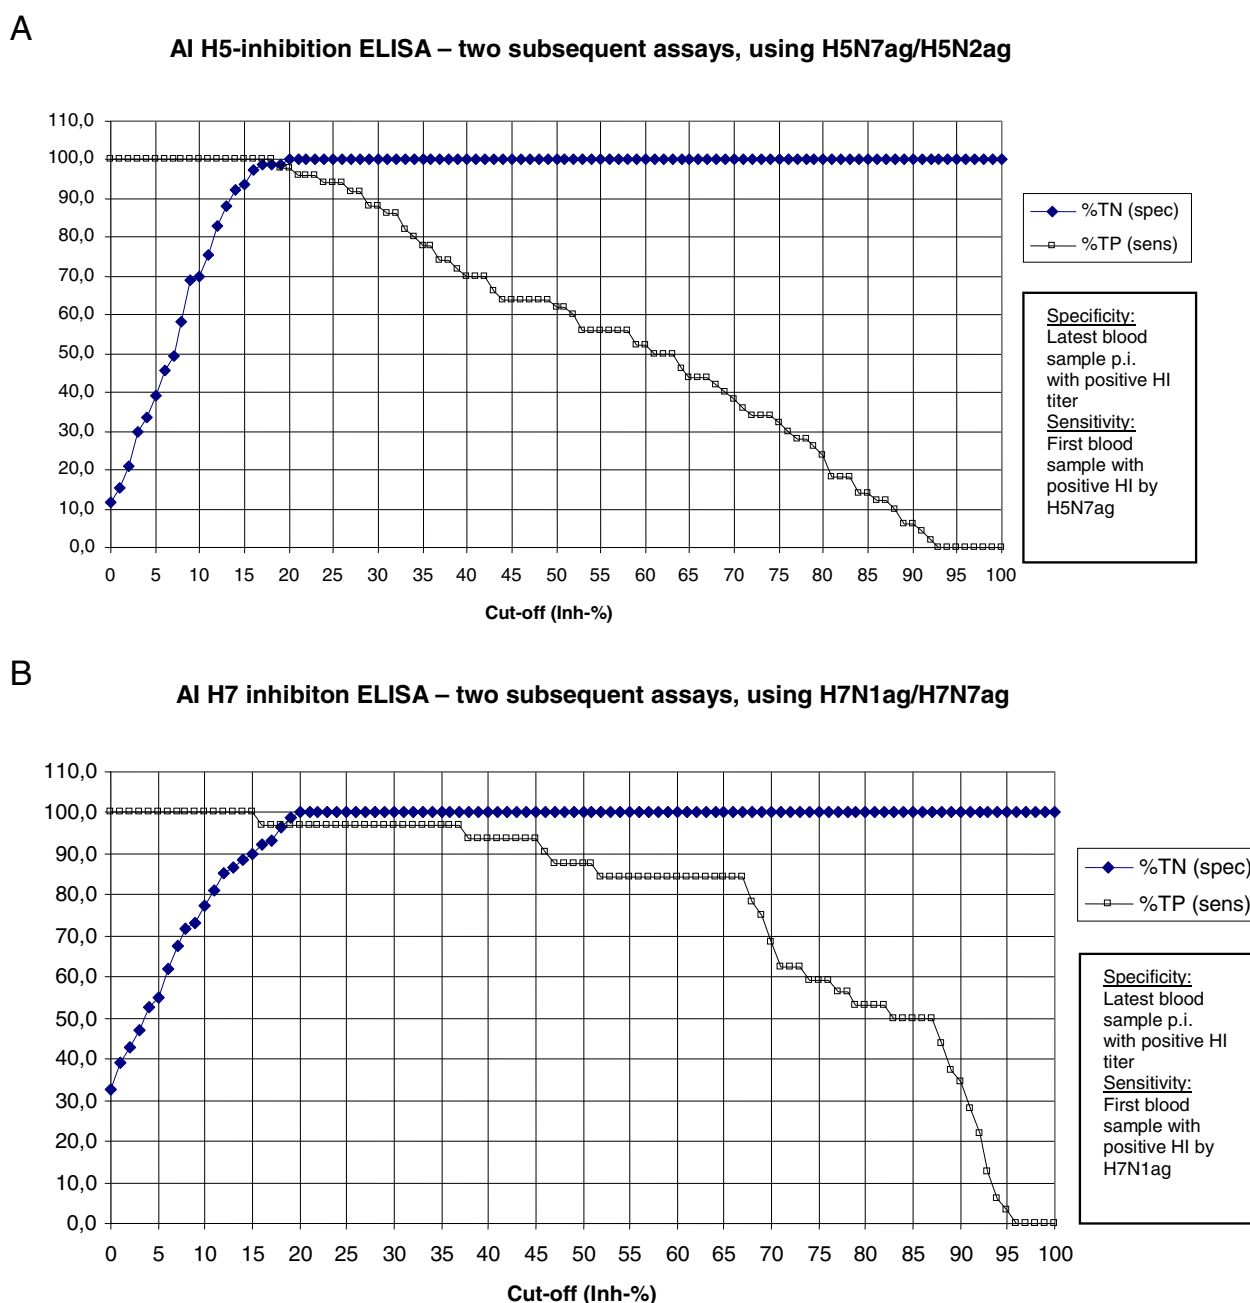 A
AI H5-inhibition ELISA – two subsequent assays, using H5N7ag/H5N2ag
110,0
100,0
90,0
80,0
70,0
60,0
50,0
40,0
30,0
20,0
10,0
0,0
0 5 10 15 20 25 30 35 40 45 50 55 60 65 70 75 80 85 90 95 100
Cut-off (Inh-%)
%TN (spec)
%TP (sens)
Specificity:
Latest blood
sample p.i.
with positive HI
titer
Sensitivity:
First blood
sample with
positive HI by
H5N7ag
B
AI H7 inhibiton ELISA – two subsequent assays, using H7N1ag/H7N7ag
110,0
100,0
90,0
80,0
70,0
60,0
50,0
40,0
30,0
20,0
10,0
0,0
0 5 10 15 20 25 30 35 40 45 50 55 60 65 70 75 80 85 90 95 100
Cut-off (Inh-%)
%TN (spec)
%TP (sens)
Specificity:
Latest blood
sample p.i.
with positive HI
titer
Sensitivity:
First blood
sample with
positive HI by
H7N1ag